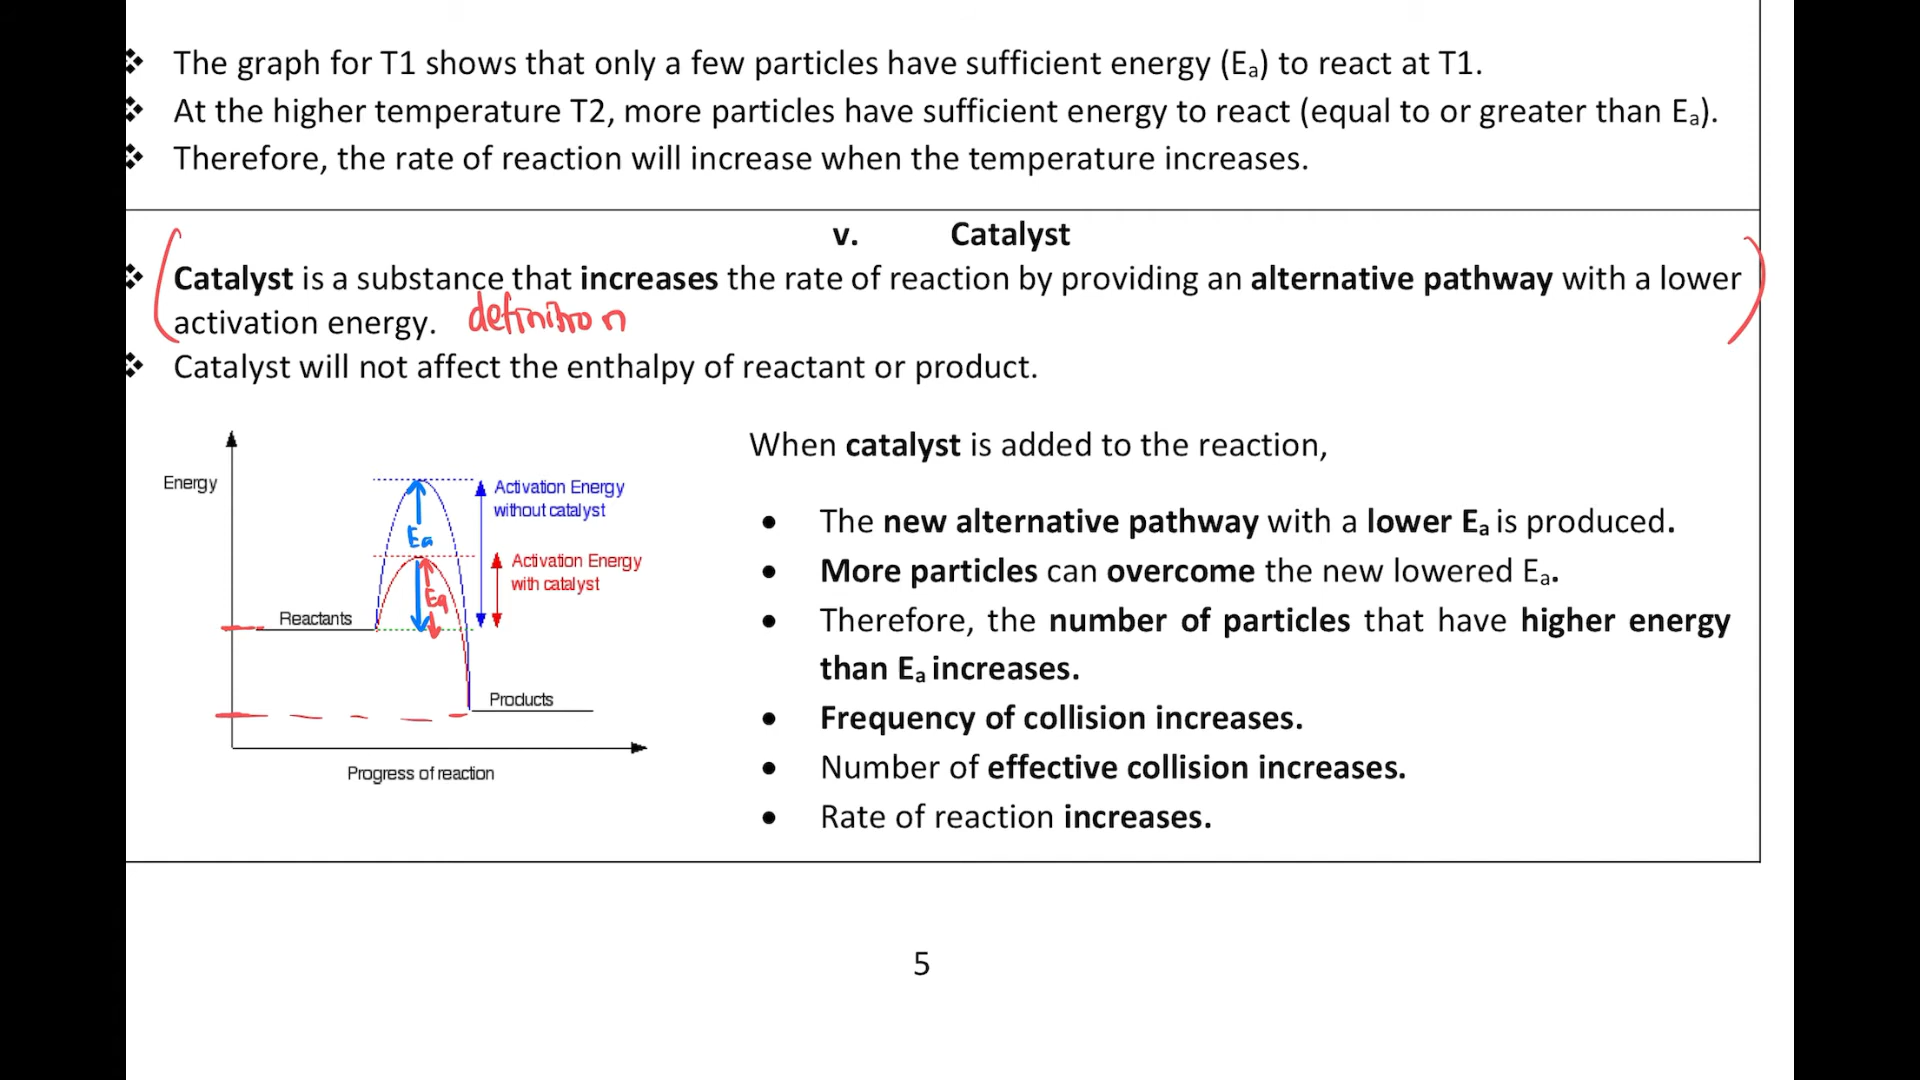 ❖ The graph for T1 shows that only a few particles have sufficient energy (Eₐ) to react at T1.
❖ At the higher temperature T2, more particles have sufficient energy to react (equal to or greater than Eₐ).
❖ Therefore, the rate of reaction will increase when the temperature increases.
v. Catalyst
❖ Catalyst is a substance that increases the rate of reaction by providing an alternative pathway with a lower
activation energy. definition
❖ Catalyst will not affect the enthalpy of reactant or product.
Energy
Activation Energy
without catalyst
Ea
Activation Energy
with catalyst
Ea
Reactants
Products
Progress of reaction
When catalyst is added to the reaction,
• The new alternative pathway with a lower Eₐ is produced.
• More particles can overcome the new lowered Eₐ.
• Therefore, the number of particles that have higher energy
than Eₐ increases.
• Frequency of collision increases.
• Number of effective collision increases.
• Rate of reaction increases.
5